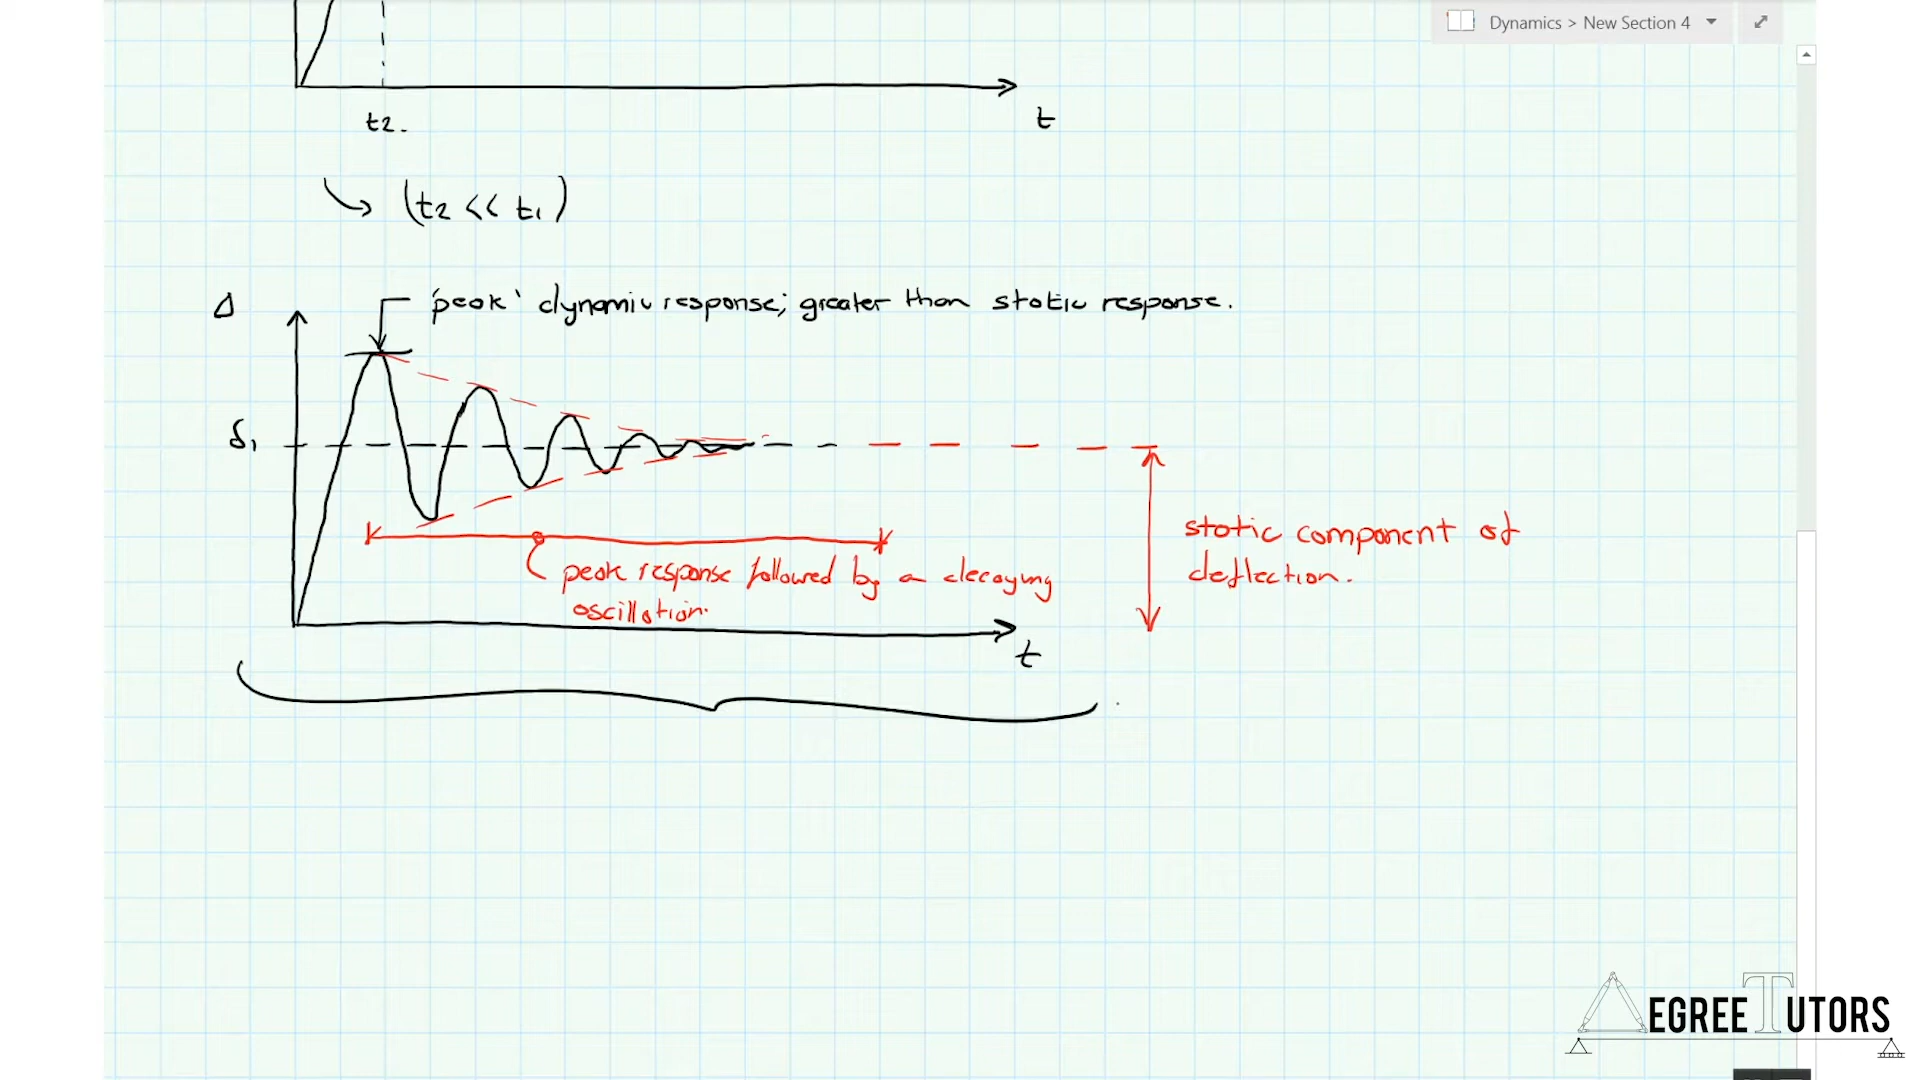 Dynamics > New Section 4
t
t2.
(t2 << t1)
Δ
'peak' dynamic response; greater than static response.
δ1
static component of
deflection.
peak response followed by a decaying
oscillation.
t
DEGREE TUTORS